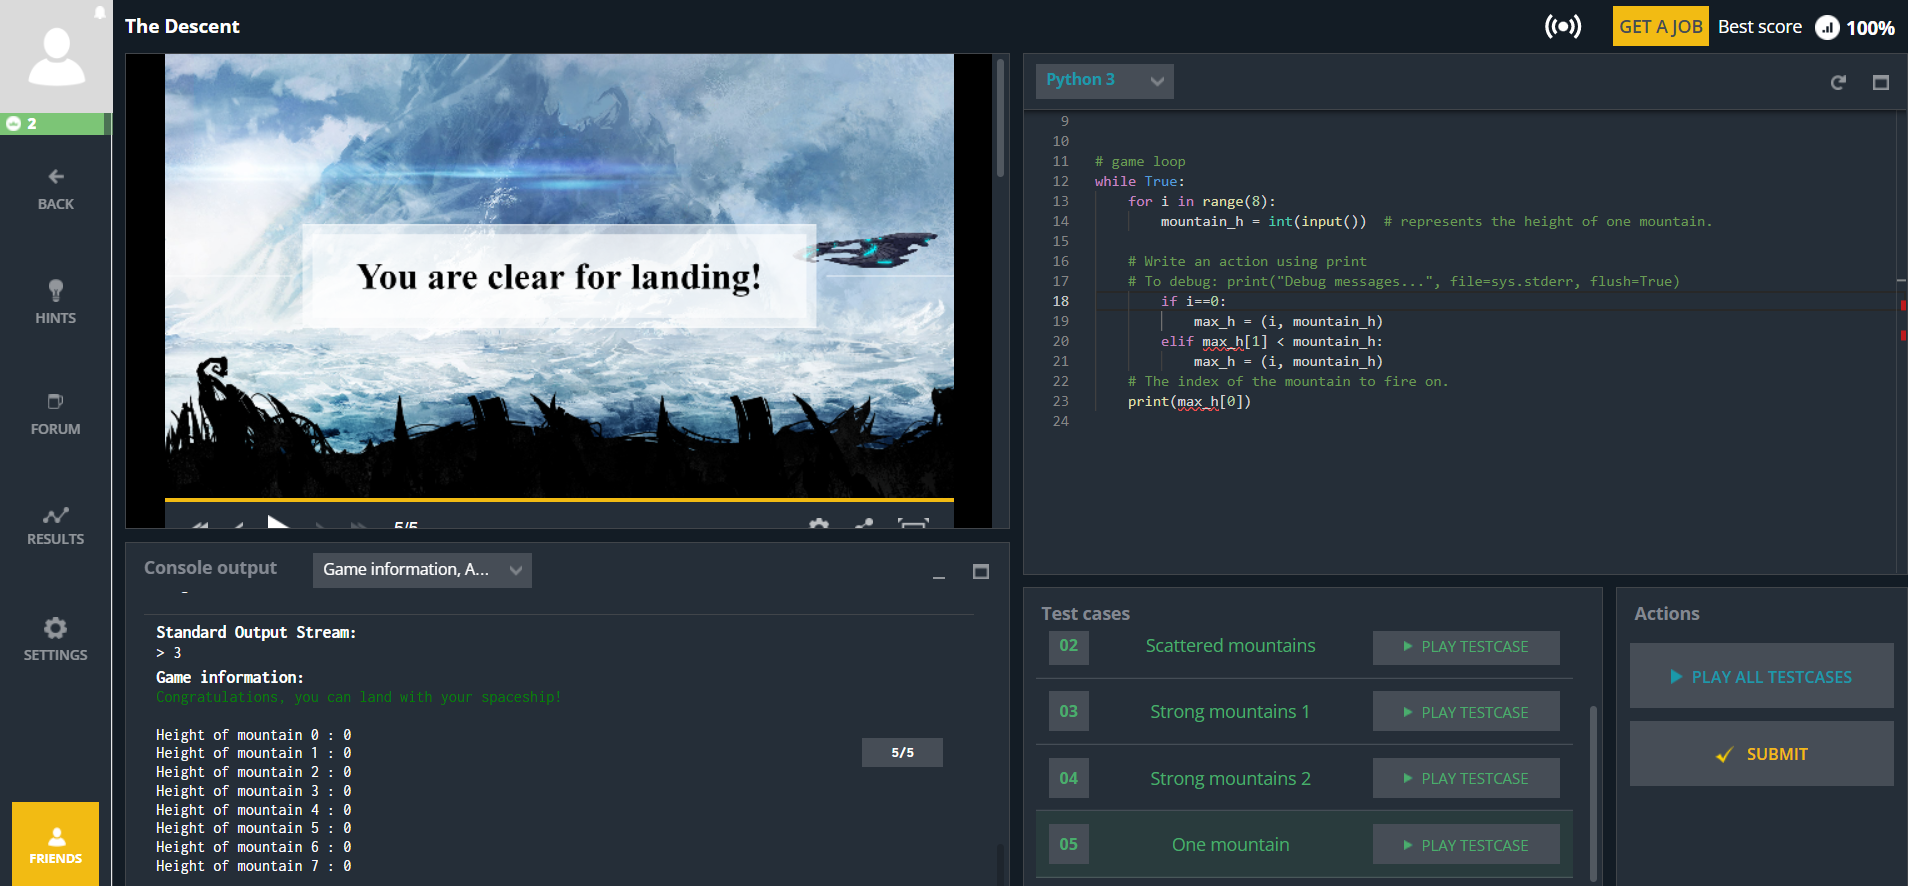 The Descent
GET A JOB
Best score
100%
2
BACK
HINTS
FORUM
RESULTS
SETTINGS
FRIENDS
You are clear for landing!
5/5
Console output
Game information, A...
Standard Output Stream:
> 3
Game information:
Congratulations, you can land with your spaceship!
Height of mountain 0 : 0
Height of mountain 1 : 0
Height of mountain 2 : 0
Height of mountain 3 : 0
Height of mountain 4 : 0
Height of mountain 5 : 0
Height of mountain 6 : 0
Height of mountain 7 : 0
5/5
Python 3
9
10
11 # game loop
12 while True:
13 for i in range(8):
14 mountain_h = int(input()) # represents the height of one mountain.
15
16 # Write an action using print
17 # To debug: print("Debug messages...", file=sys.stderr, flush=True)
18 if i==0:
19 max_h = (i, mountain_h)
20 elif max_h[1] < mountain_h:
21 max_h = (i, mountain_h)
22 # The index of the mountain to fire on.
23 print(max_h[0])
24
Test cases
02 Scattered mountains PLAY TESTCASE
03 Strong mountains 1 PLAY TESTCASE
04 Strong mountains 2 PLAY TESTCASE
05 One mountain PLAY TESTCASE
Actions
PLAY ALL TESTCASES
SUBMIT